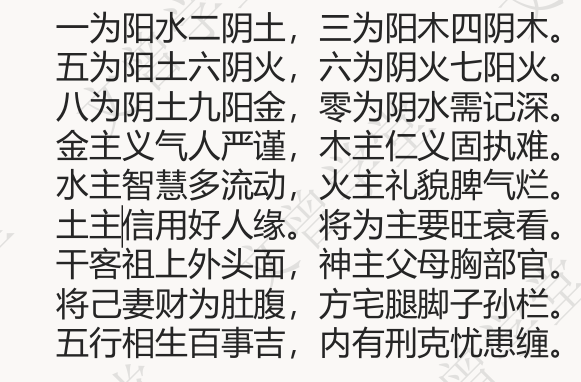 一为阳水二阴土，三为阳木四阴木。
五为阳土六阴火，六为阴火七阳火。
八为阴土九阳金，零为阴水需记深。
金主义气人严谨，木主仁义固执难。
水主智慧多流动，火主礼貌脾气烂。
土主信用好人缘。将为主要旺衰看。
干客祖上外头面，神主父母胸部官。
将己妻财为肚腹，方宅腿脚子孙栏。
五行相生百事吉，内有刑克忧患缠。